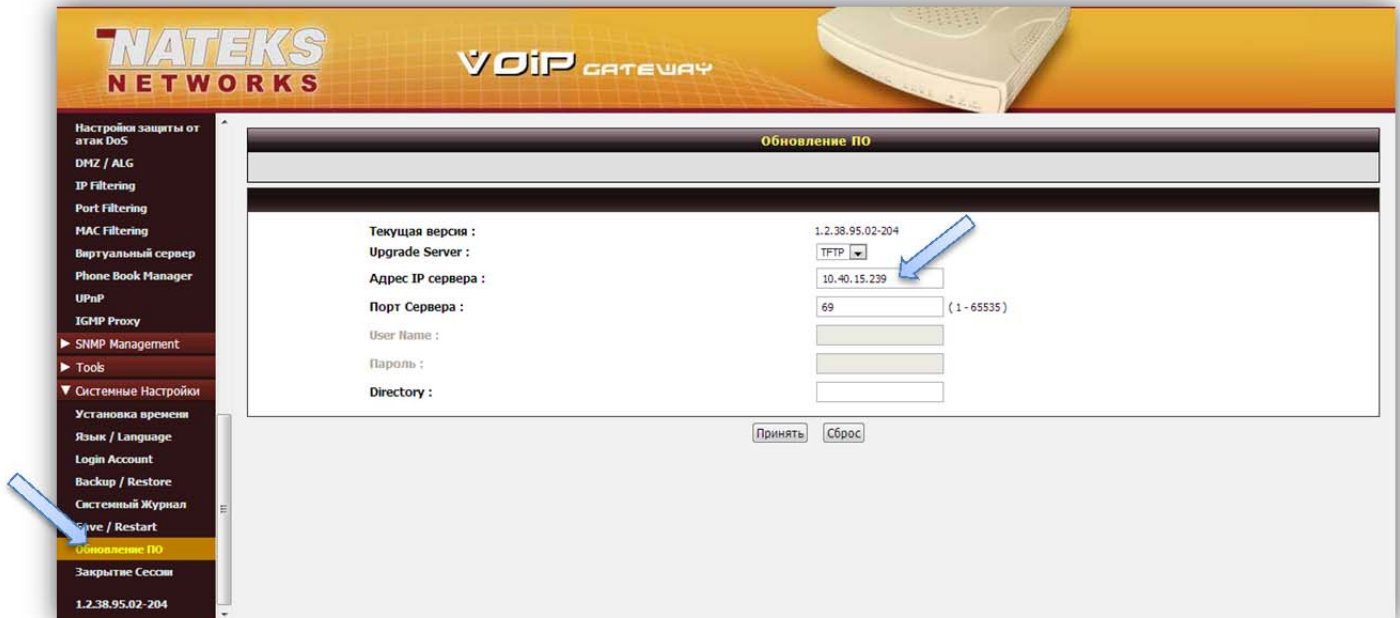 NATEKS
NETWORKS
VOIP GATEWAY
Настройки защиты от
атак DoS
DMZ / ALG
IP Filtering
Port Filtering
MAC Filtering
Виртуальный сервер
Phone Book Manager
UPnP
IGMP Proxy
SNMP Management
Tools
Системные Настройки
Установка времени
Язык / Language
Login Account
Backup / Restore
Системный Журнал
Save / Restart
Обновление ПО
Закрытие Сессии
1.2.38.95.02-204
Обновление ПО
Текущая версия : 1.2.38.95.02-204
Upgrade Server : TFTP
Адрес IP сервера : 10.40.15.239
Порт Сервера : 69 ( 1 - 65535 )
User Name :
Пароль :
Directory :
Принять Сброс